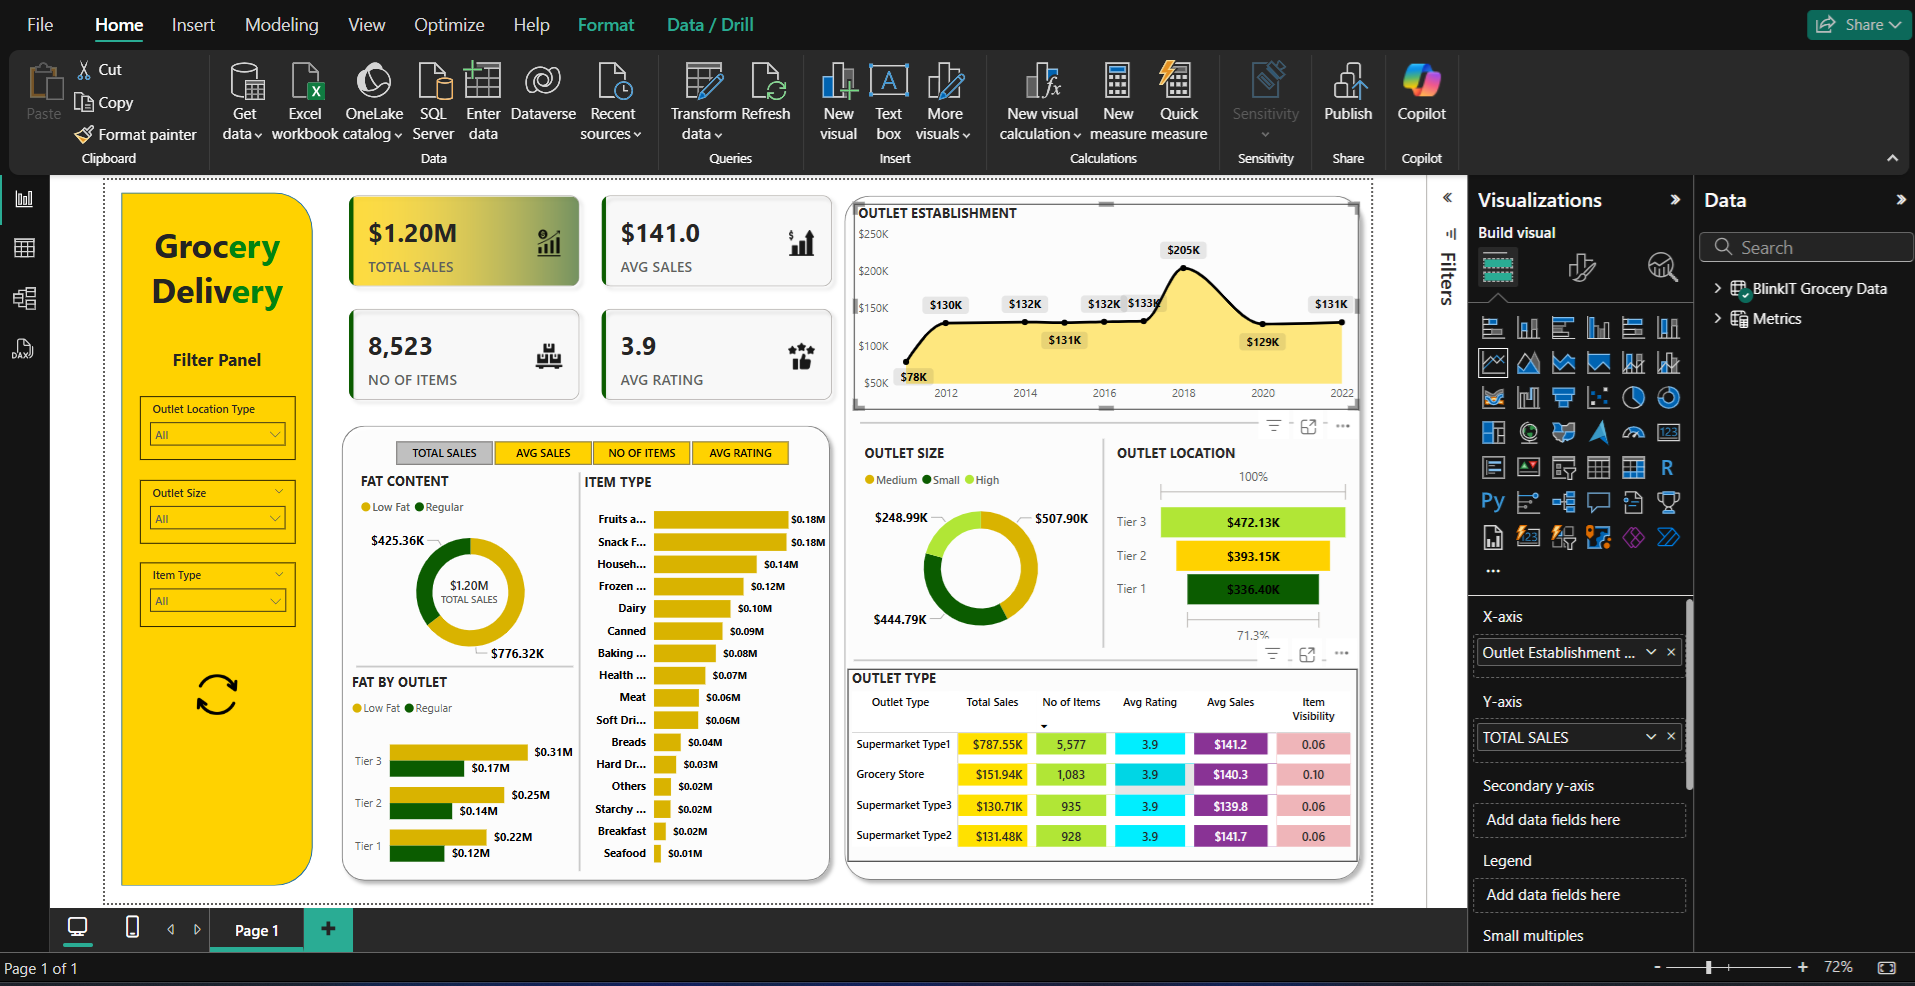 File Home Insert Modeling View Optimize Help Format Data / Drill Share
Paste
Cut
Copy
Format painter
Clipboard
Get data
Excel workbook
OneLake catalog
SQL Server
Enter data
Dataverse
Recent sources
Data
Transform data
Refresh
Queries
New visual
Text box
More visuals
Insert
New visual calculation
New measure
Quick measure
Calculations
Sensitivity
Sensitivity
Publish
Share
Copilot
Copilot
Grocery
Delivery
Filter Panel
Outlet Location Type
All
Outlet Size
All
Item Type
All
$1.20M
TOTAL SALES
$141.0
AVG SALES
8,523
NO OF ITEMS
3.9
AVG RATING
TOTAL SALES AVG SALES NO OF ITEMS AVG RATING
FAT CONTENT
Low Fat Regular
$425.36K
$1.20M
TOTAL SALES
$776.32K
FAT BY OUTLET
Low Fat Regular
Tier 3 $0.31M
$0.17M
Tier 2 $0.25M
$0.14M
Tier 1 $0.22M
$0.12M
ITEM TYPE
Fruits a... $0.18M
Snack F... $0.18M
Househ... $0.14M
Frozen ... $0.12M
Dairy $0.10M
Canned $0.09M
Baking ... $0.08M
Health ... $0.07M
Meat $0.06M
Soft Dri... $0.06M
Breads $0.04M
Hard Dr... $0.03M
Others $0.02M
Starchy ... $0.02M
Breakfast $0.02M
Seafood $0.01M
OUTLET ESTABLISHMENT
$250K
$200K
$150K
$100K
$50K
$78K
$130K
$132K
$131K
$132K
$133K
$205K
$129K
$131K
2012 2014 2016 2018 2020 2022
OUTLET SIZE
Medium Small High
$248.99K
$507.90K
$444.79K
OUTLET LOCATION
100%
Tier 3 $472.13K
Tier 2 $393.15K
Tier 1 $336.40K
71.3%
OUTLET TYPE
Outlet Type Total Sales No of Items Avg Rating Avg Sales Item Visibility
Supermarket Type1 $787.55K 5,577 3.9 $141.2 0.06
Grocery Store $151.94K 1,083 3.9 $140.3 0.10
Supermarket Type3 $130.71K 935 3.9 $139.8 0.06
Supermarket Type2 $131.48K 928 3.9 $141.7 0.06
Filters
Visualizations
Build visual
123
R
Py
123
X-axis
Outlet Establishment ...
Y-axis
TOTAL SALES
Secondary y-axis
Add data fields here
Legend
Add data fields here
Small multiples
Data
Search
BlinkIT Grocery Data
Metrics
DAX
Page 1
Page 1 of 1
- + 72%